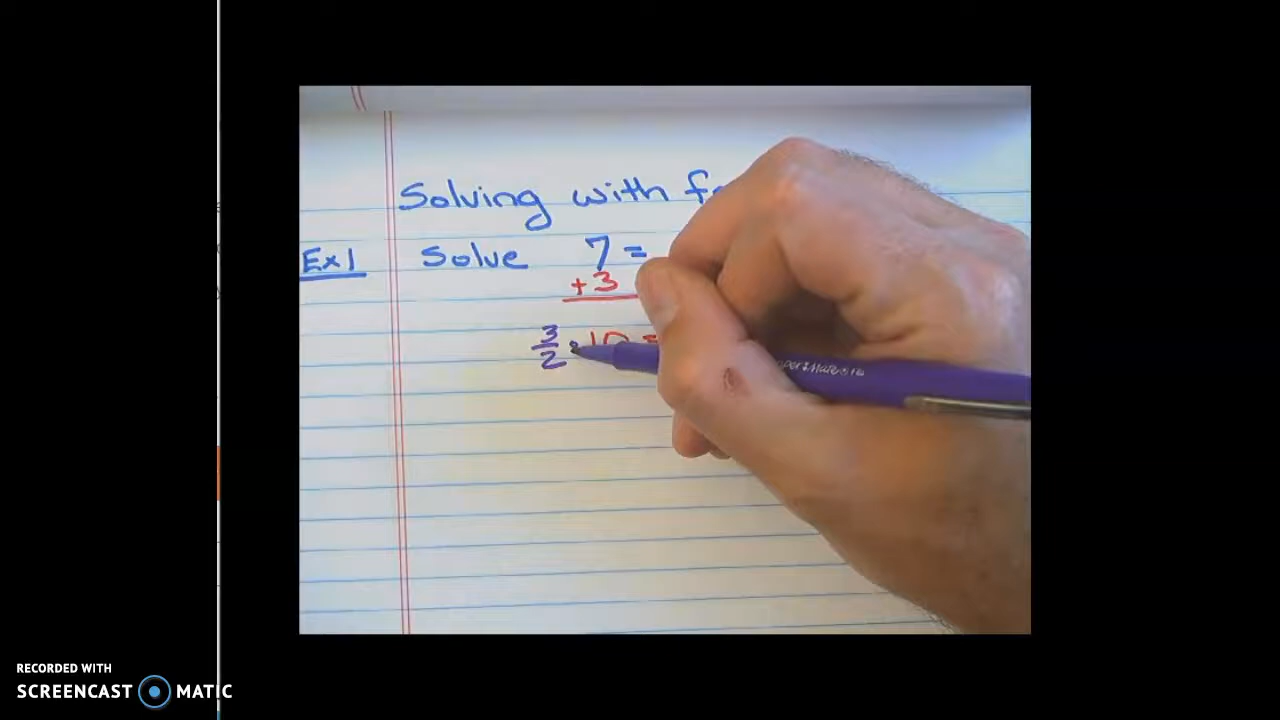 Solving with
Ex1 Solve 7 =
+3
3/2 · 10 =
RECORDED WITH
SCREENCAST MATIC